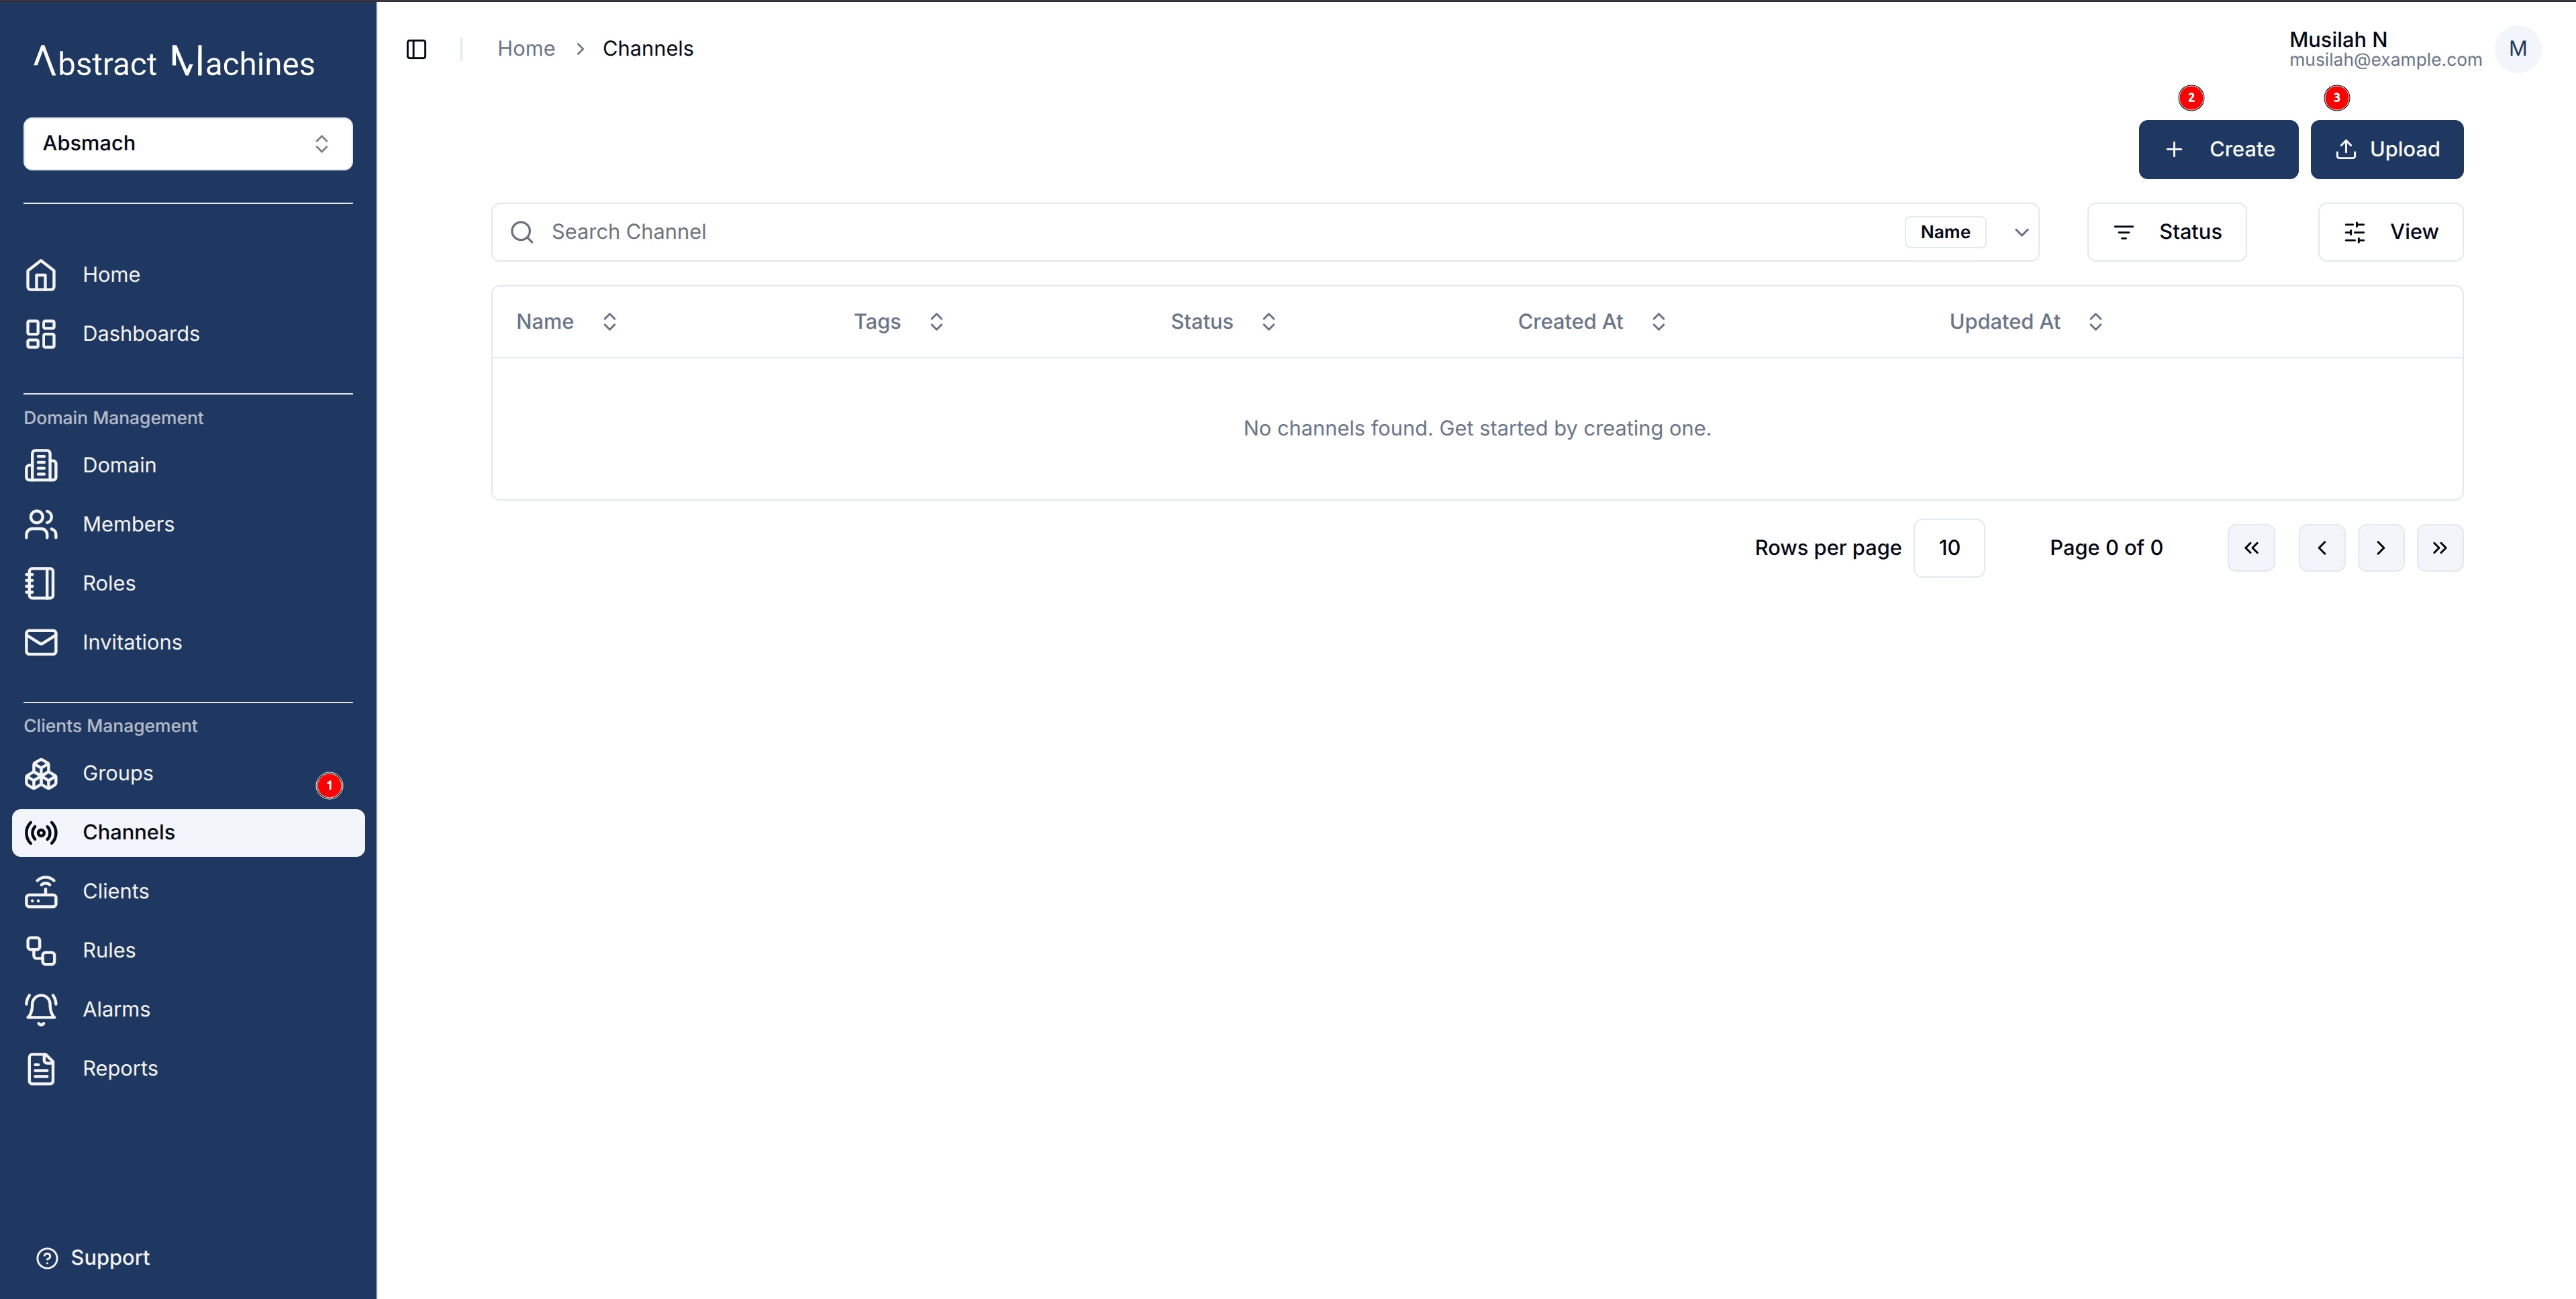 Abstract Machines
Absmach
Home
Dashboards
Domain Management
Domain
Members
Roles
Invitations
Clients Management
Groups
1
Channels
Clients
Rules
Alarms
Reports
Support
Home > Channels
Musilah N
musilah@example.com
M
2 3
+ Create Upload
Search Channel Name Status View
Name Tags Status Created At Updated At
No channels found. Get started by creating one.
Rows per page 10 Page 0 of 0